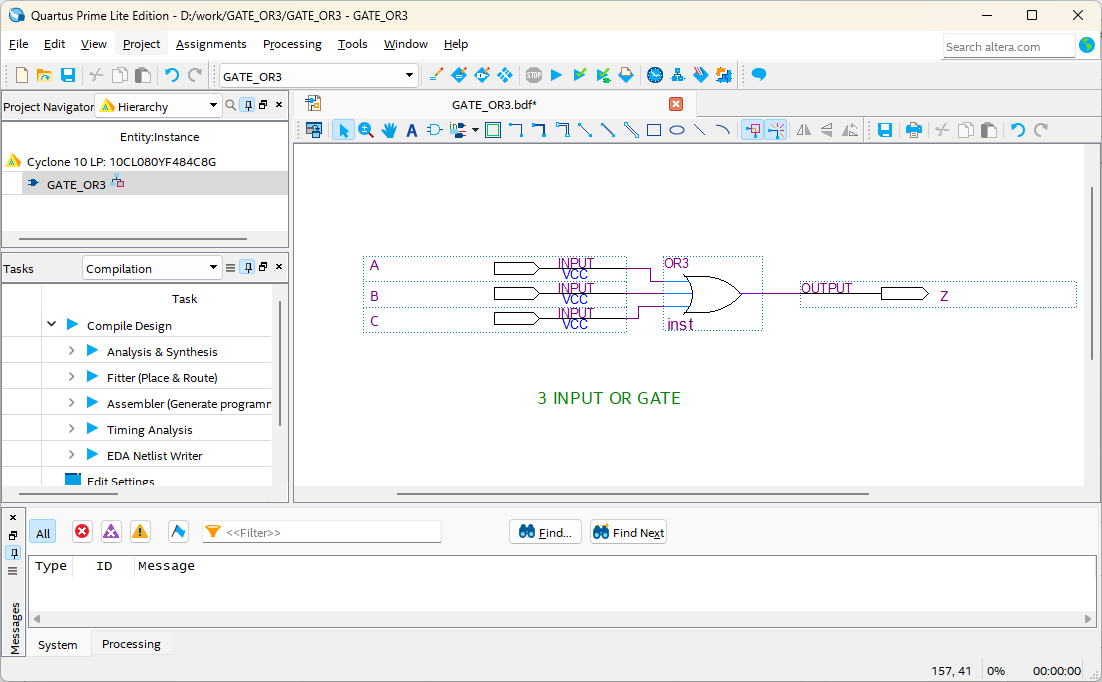 Quartus Prime Lite Edition - D:/work/GATE_OR3/GATE_OR3 - GATE_OR3
File Edit View Project Assignments Processing Tools Window Help
Search altera.com
GATE_OR3
STOP
Project Navigator Hierarchy
GATE_OR3.bdf*
Entity:Instance
Cyclone 10 LP: 10CL080YF484C8G
GATE_OR3
Tasks Compilation
Task
Compile Design
Analysis & Synthesis
Fitter (Place & Route)
Assembler (Generate programm
Timing Analysis
EDA Netlist Writer
Edit Settings
A INPUT VCC
B INPUT VCC
C INPUT VCC
OR3
inst
OUTPUT Z
3 INPUT OR GATE
Messages
All <<Filter>> Find... Find Next
Type ID Message
System Processing
157, 41 0% 00:00:00